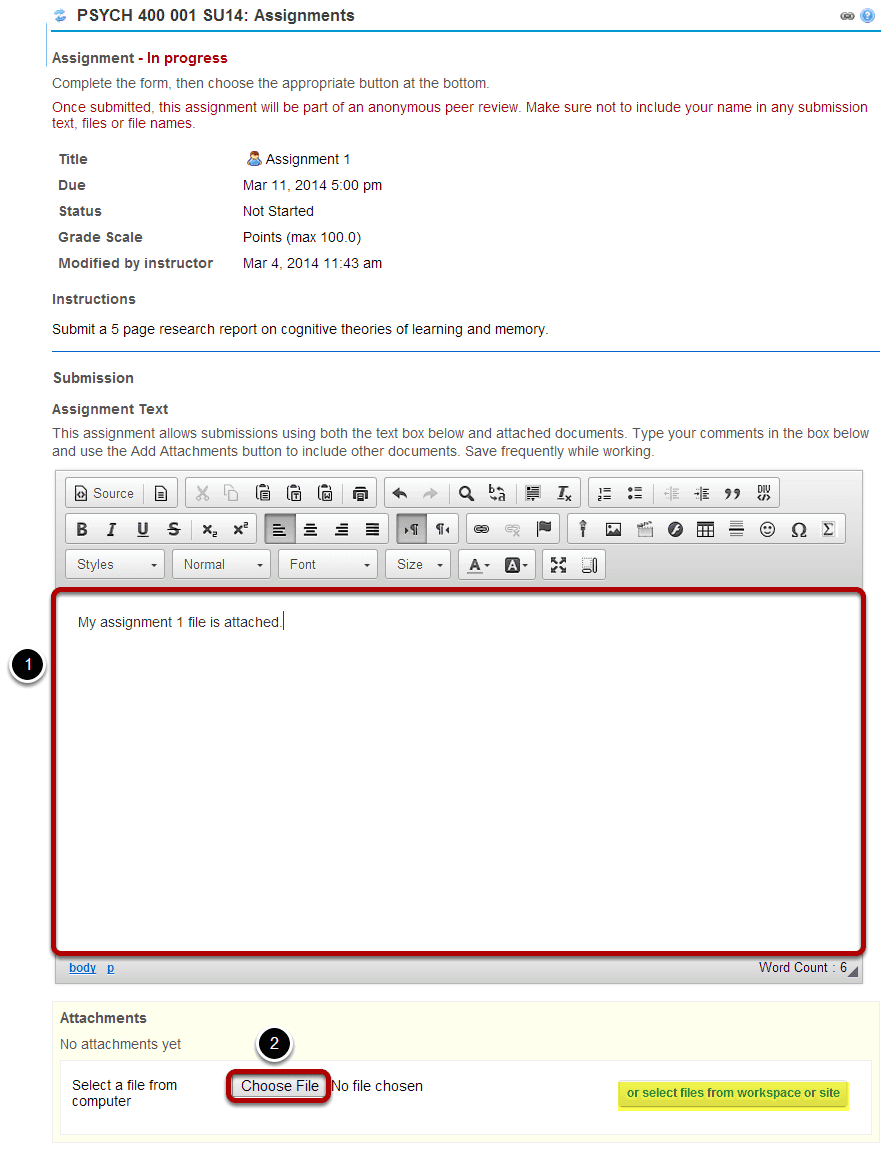 PSYCH 400 001 SU14: Assignments
Assignment - In progress
Complete the form, then choose the appropriate button at the bottom.
Once submitted, this assignment will be part of an anonymous peer review. Make sure not to include your name in any submission
text, files or file names.
Title Assignment 1
Due Mar 11, 2014 5:00 pm
Status Not Started
Grade Scale Points (max 100.0)
Modified by instructor Mar 4, 2014 11:43 am
Instructions
Submit a 5 page research report on cognitive theories of learning and memory.
Submission
Assignment Text
This assignment allows submissions using both the text box below and attached documents. Type your comments in the box below
and use the Add Attachments button to include other documents. Save frequently while working.
Source
Styles Normal Font Size
My assignment 1 file is attached.
1
body p Word Count : 6
Attachments
No attachments yet
2
Select a file from
computer
Choose File No file chosen
or select files from workspace or site